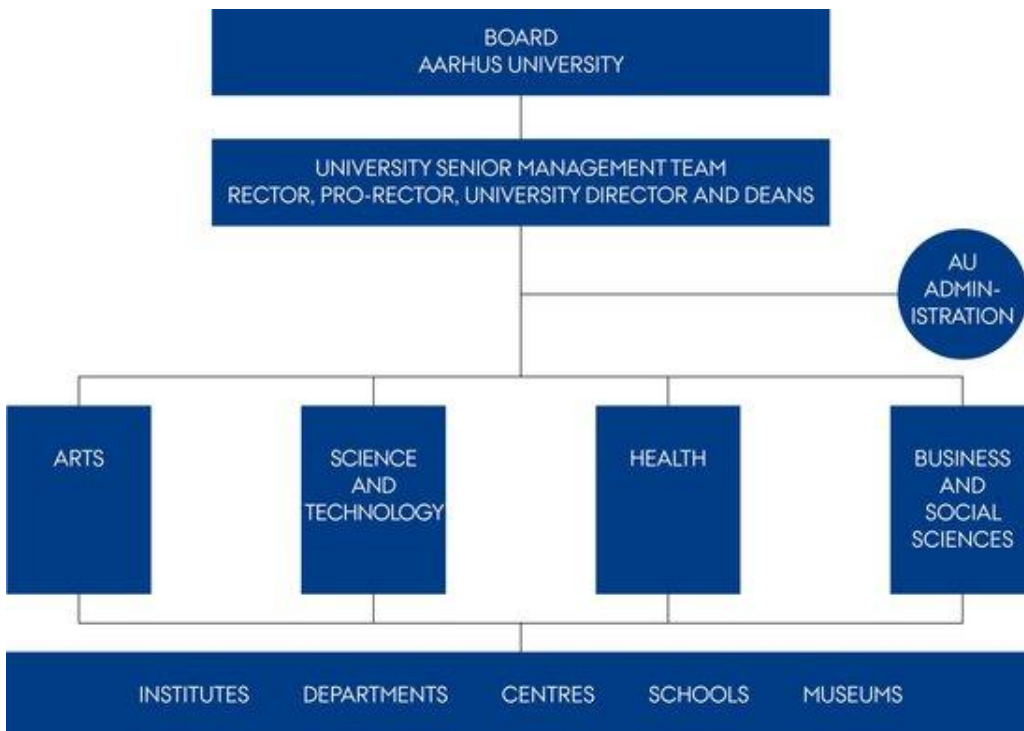 BOARD
AARHUS UNIVERSITY
UNIVERSITY SENIOR MANAGEMENT TEAM
RECTOR, PRO-RECTOR, UNIVERSITY DIRECTOR AND DEANS
AU
ADMIN-
ISTRATION
ARTS
SCIENCE
AND
TECHNOLOGY
HEALTH
BUSINESS
AND
SOCIAL
SCIENCES
INSTITUTES DEPARTMENTS CENTRES SCHOOLS MUSEUMS